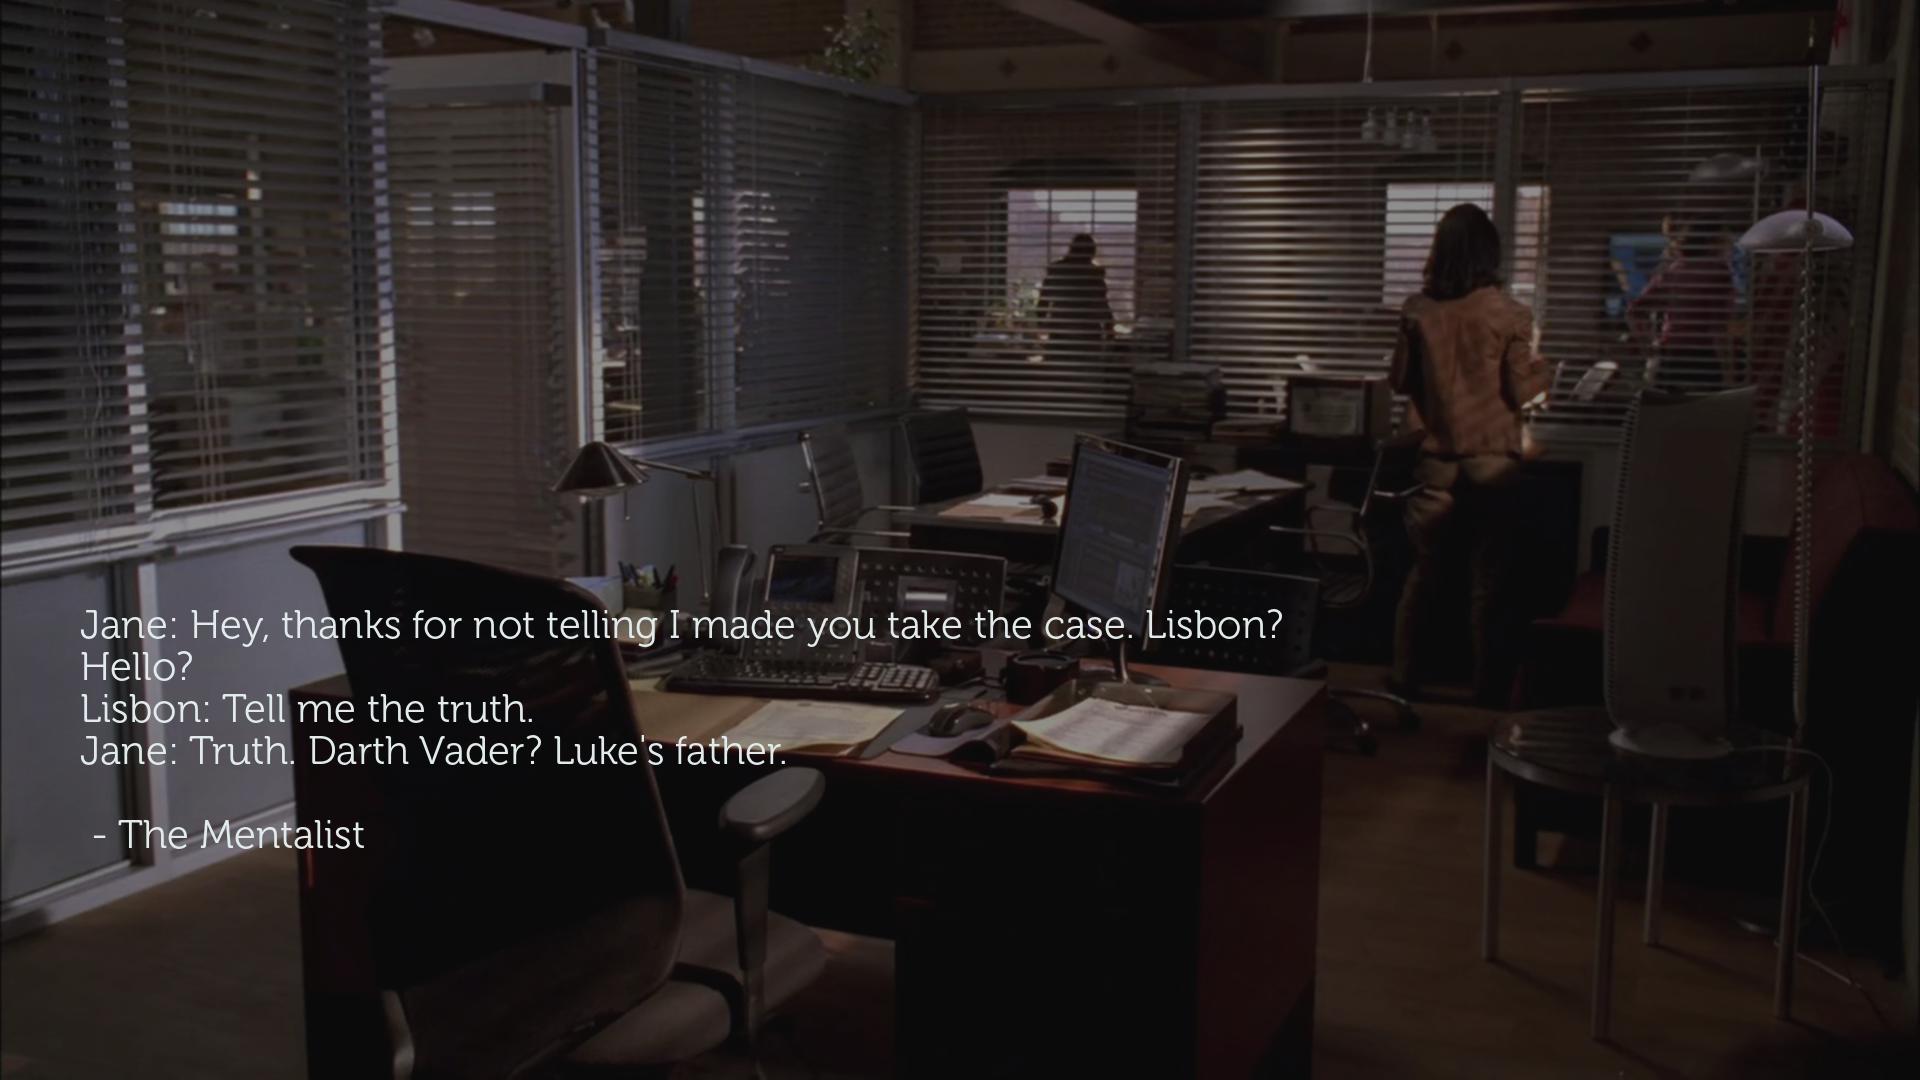 Jane: Hey, thanks for not telling I made you take the case. Lisbon?
Hello?
Lisbon: Tell me the truth.
Jane: Truth. Darth Vader? Luke's father.
- The Mentalist